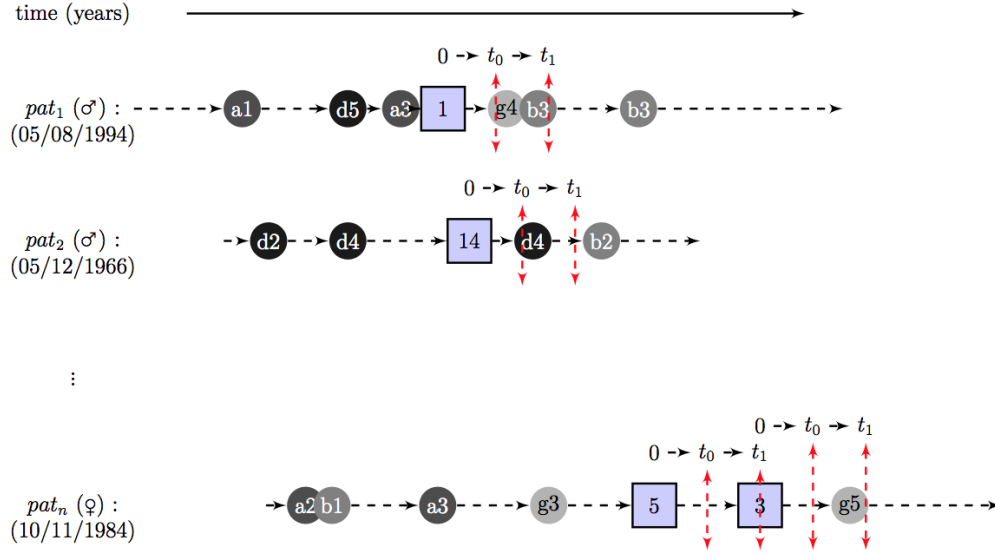 time (years)
0 t₀ t₁
pat₁ (♂) : a1 d5 a3 1 g4 b3 b3
(05/08/1994)
0 t₀ t₁
pat₂ (♂) : d2 d4 14 d4 b2
(05/12/1966)
⋮
0 t₀ t₁
0 t₀ t₁
patₙ (♀) : a2 b1 a3 g3 5 3 g5
(10/11/1984)